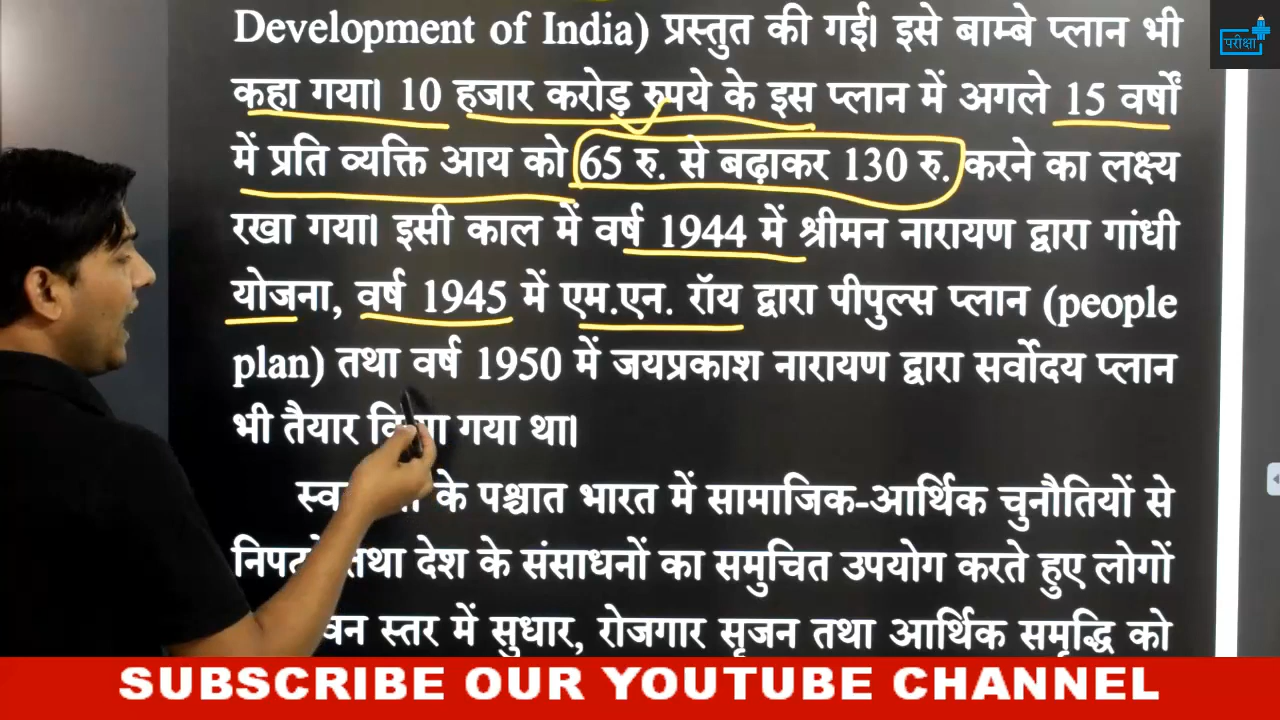 Development of India) प्रस्तुत की गई। इसे बाम्बे प्लान भी
परीक्षा
कहा गया। 10 हजार करोड़ रुपये के इस प्लान में अगले 15 वर्षों
में प्रति व्यक्ति आय को 65 रु. से बढ़ाकर 130 रु. करने का लक्ष्य
रखा गया। इसी काल में वर्ष 1944 में श्रीमन नारायण द्वारा गांधी
योजना, वर्ष 1945 में एम.एन. रॉय द्वारा पीपुल्स प्लान (people
plan) तथा वर्ष 1950 में जयप्रकाश नारायण द्वारा सर्वोदय प्लान
भी तैयार गया था।
के पश्चात भारत में सामाजिक-आर्थिक चुनौतियों से
तथा देश के संसाधनों का समुचित उपयोग करते हुए लोगों
स्तर में सुधार, रोजगार सृजन तथा आर्थिक समृद्धि को
SUBSCRIBE OUR YOUTUBE CHANNEL